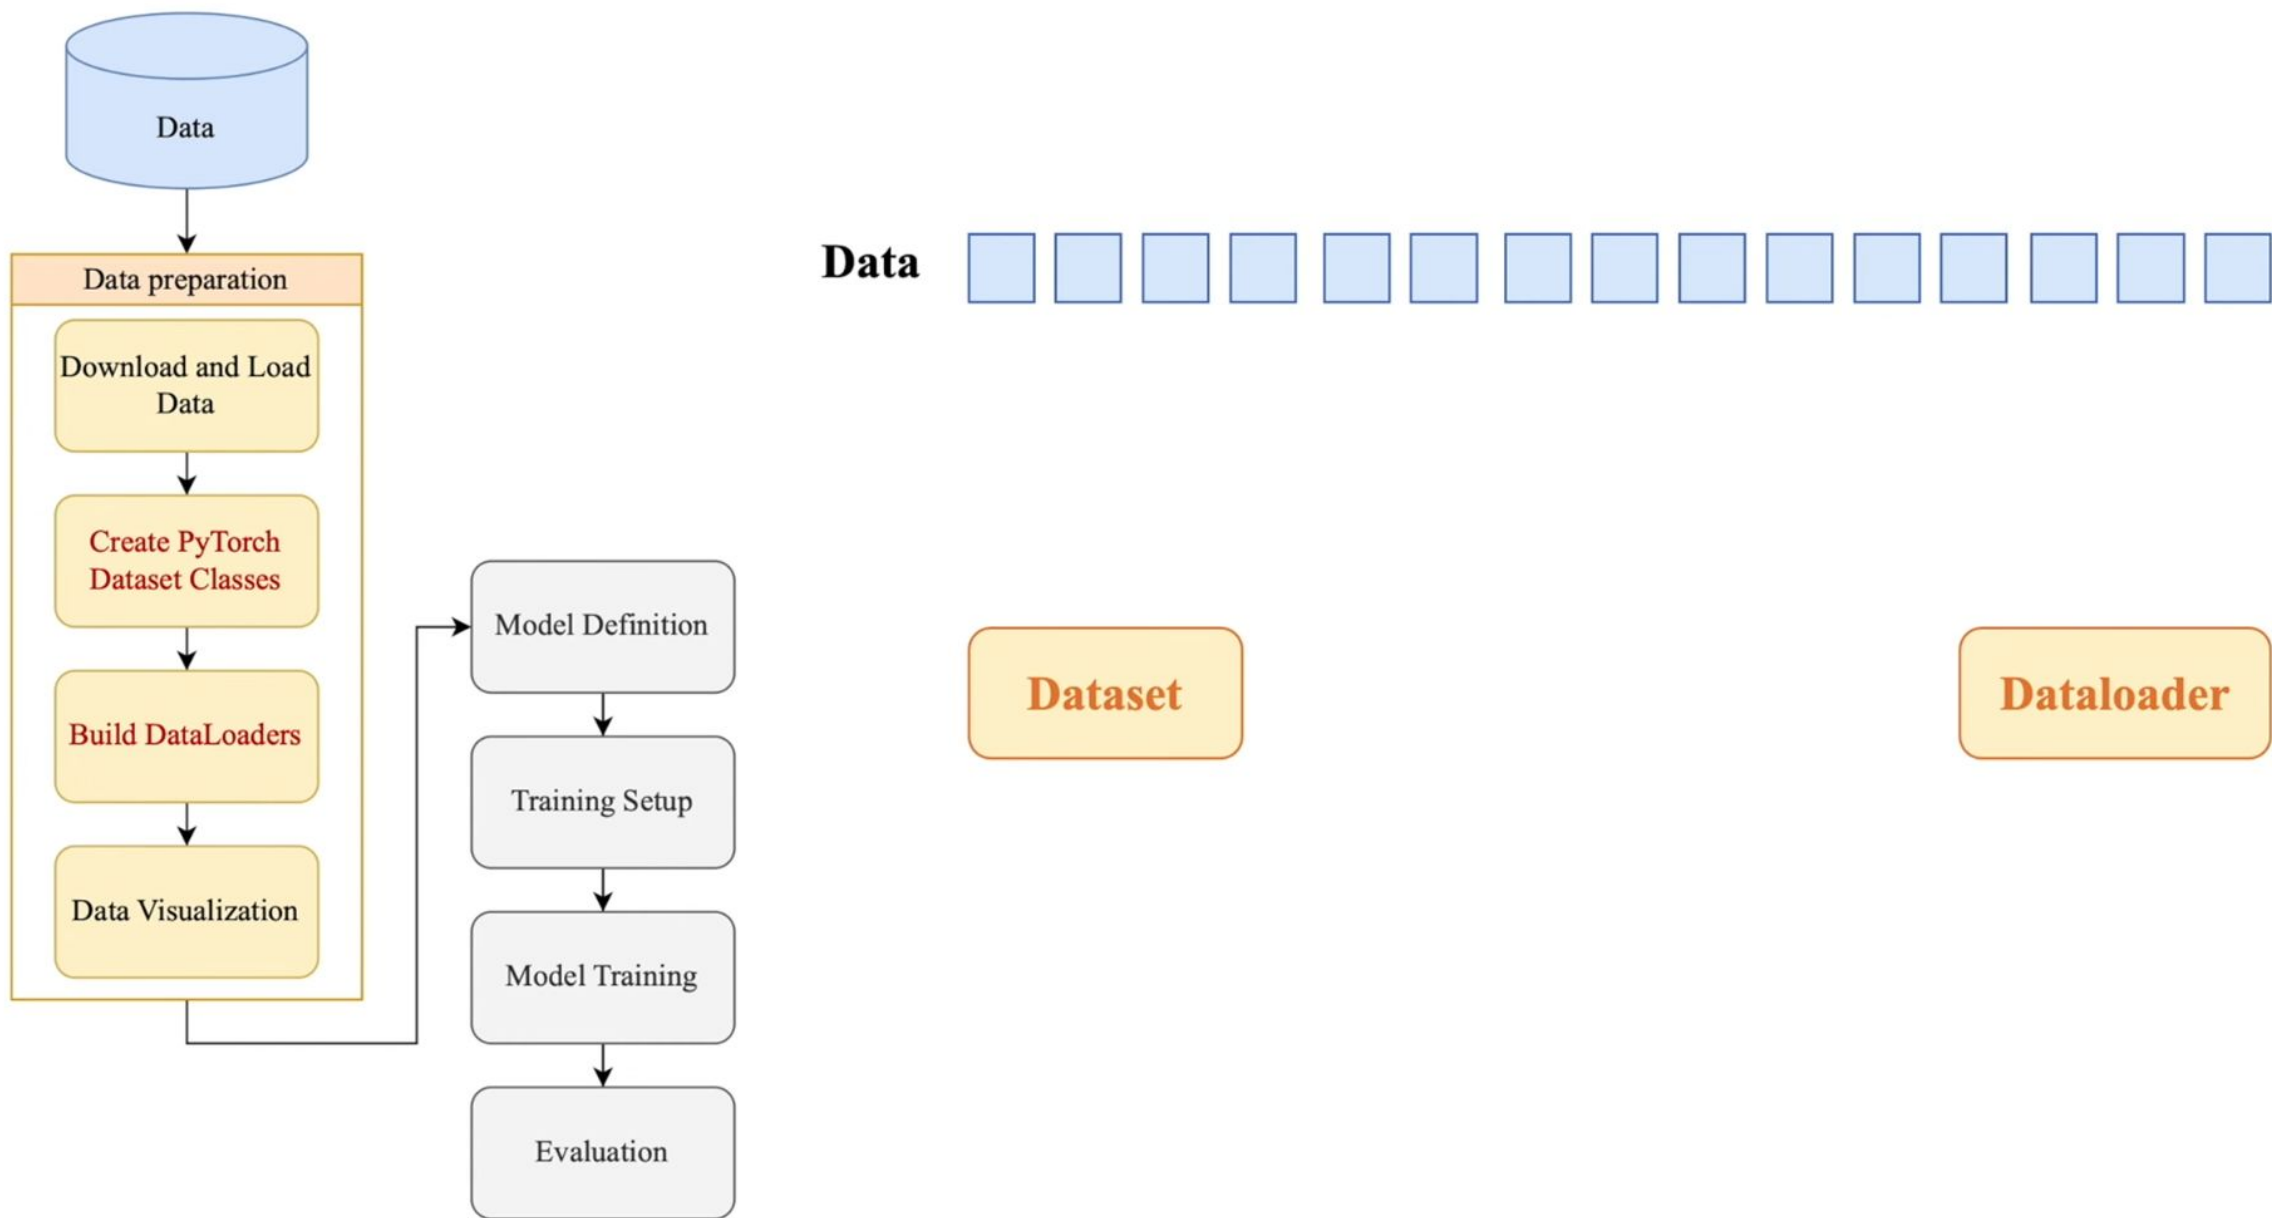 Data
Data preparation
Download and Load
Data
Create PyTorch
Dataset Classes
Build DataLoaders
Data Visualization
Model Definition
Training Setup
Model Training
Evaluation
Data
Dataset
Dataloader